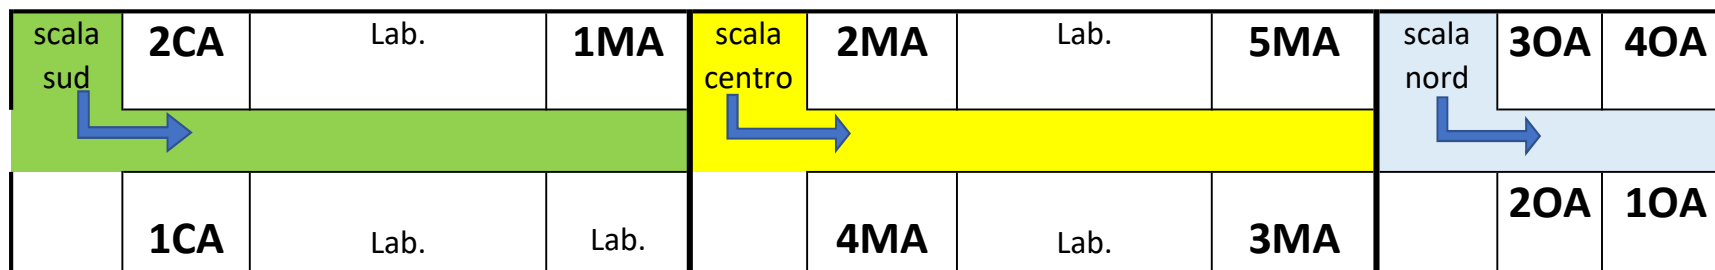 scala sud 2CA Lab. 1MA scala centro 2MA Lab. 5MA scala nord 3OA 4OA
1CA Lab. Lab. 4MA Lab. 3MA 2OA 1OA